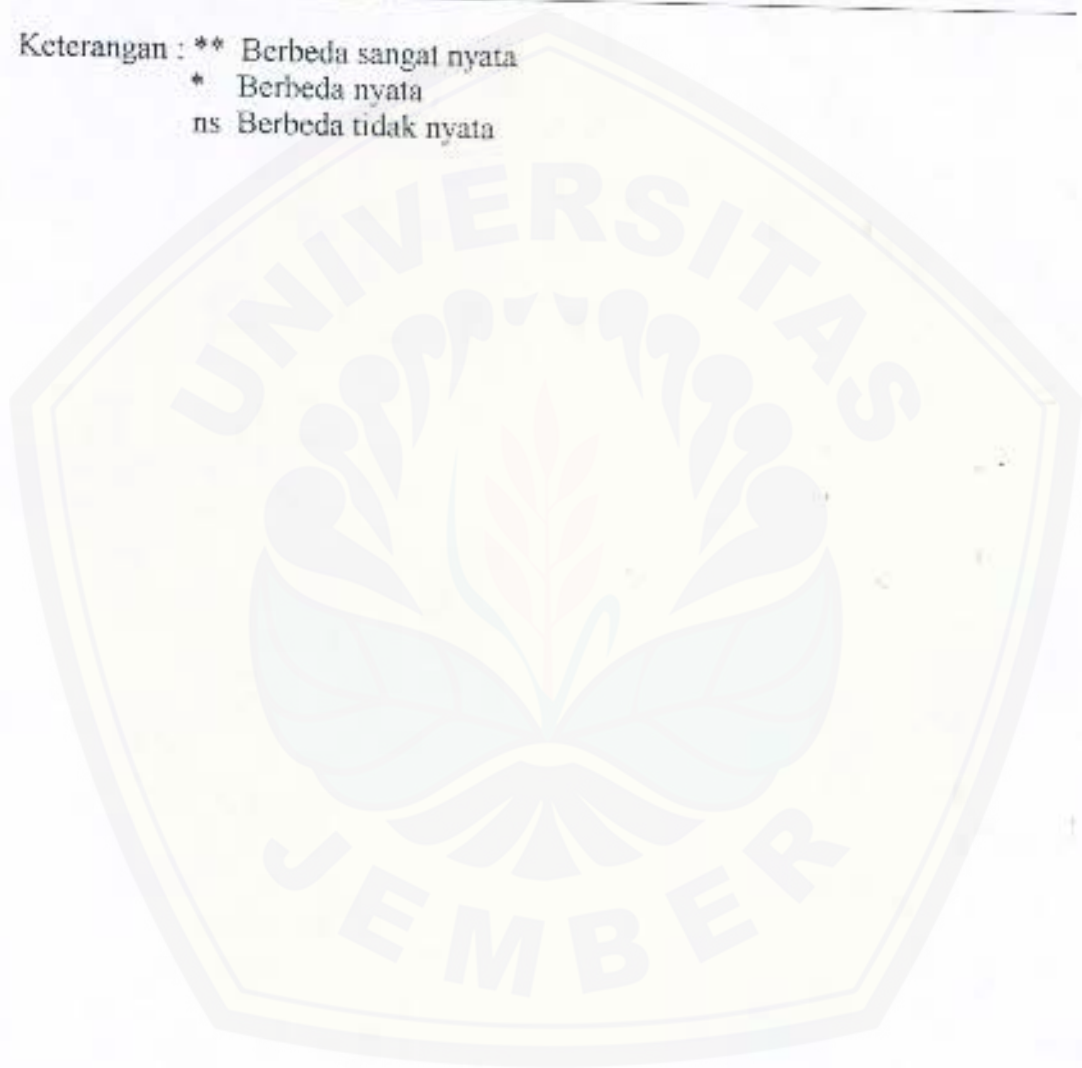 Keterangan : ** Berbeda sangat nyata
* Berbeda nyata
ns Berbeda tidak nyata
UNIVERSITAS
JEMBER